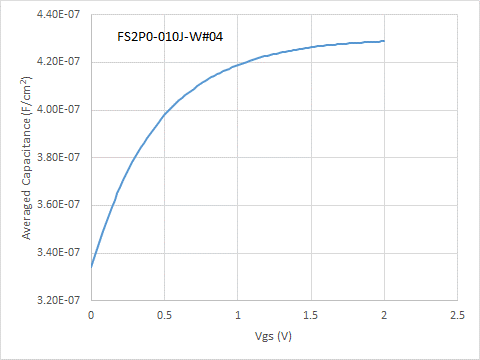 4.40E-07
FS2P0-010J-W#04
4.20E-07
4.00E-07
3.80E-07
3.60E-07
3.40E-07
3.20E-07
Averaged Capacitance (F/cm²)
0 0.5 1 1.5 2 2.5
Vgs (V)